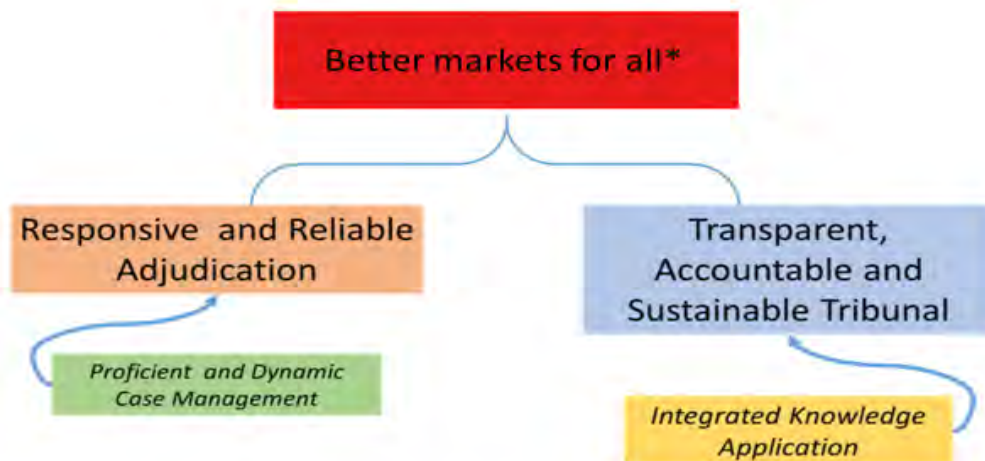 Better markets for all*
Responsive and Reliable
Adjudication
Transparent,
Accountable and
Sustainable Tribunal
Proficient and Dynamic
Case Management
Integrated Knowledge
Application